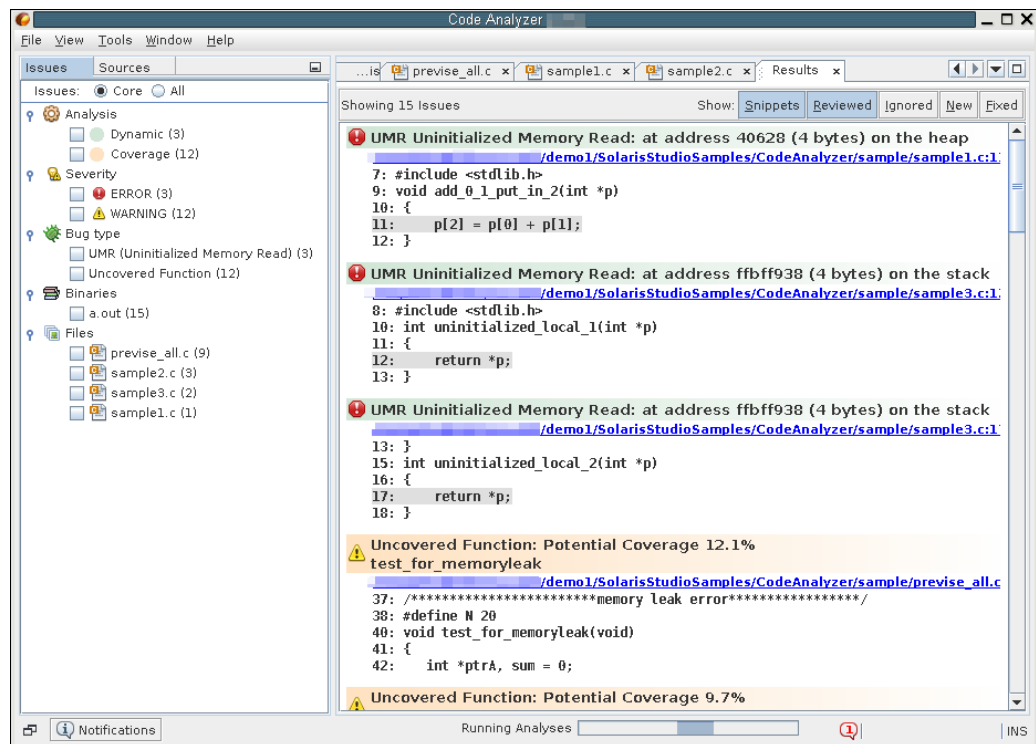 Code Analyzer
File View Tools Window Help
Issues Sources
Issues: Core All
Analysis
Dynamic (3)
Coverage (12)
Severity
ERROR (3)
WARNING (12)
Bug type
UMR (Uninitialized Memory Read) (3)
Uncovered Function (12)
Binaries
a.out (15)
Files
previse_all.c (9)
sample2.c (3)
sample3.c (2)
sample1.c (1)
...is previse_all.c x sample1.c x sample2.c x Results x
Showing 15 Issues Show: Snippets Reviewed Ignored New Fixed
UMR Uninitialized Memory Read: at address 40628 (4 bytes) on the heap
/demo1/SolarisStudioSamples/CodeAnalyzer/sample/sample1.c:1
7: #include <stdlib.h>
9: void add_0_1_put_in_2(int *p)
10: {
11: p[2] = p[0] + p[1];
12: }
UMR Uninitialized Memory Read: at address ffbff938 (4 bytes) on the stack
/demo1/SolarisStudioSamples/CodeAnalyzer/sample/sample3.c:1
8: #include <stdlib.h>
10: int uninitialized_local_1(int *p)
11: {
12: return *p;
13: }
UMR Uninitialized Memory Read: at address ffbff938 (4 bytes) on the stack
/demo1/SolarisStudioSamples/CodeAnalyzer/sample/sample3.c:1
13: }
15: int uninitialized_local_2(int *p)
16: {
17: return *p;
18: }
Uncovered Function: Potential Coverage 12.1%
test_for_memoryleak
/demo1/SolarisStudioSamples/CodeAnalyzer/sample/previse_all.c
37: /************************memory leak error*****************/
38: #define N 20
40: void test_for_memoryleak(void)
41: {
42: int *ptrA, sum = 0;
Uncovered Function: Potential Coverage 9.7%
Notifications Running Analyses 1 INS